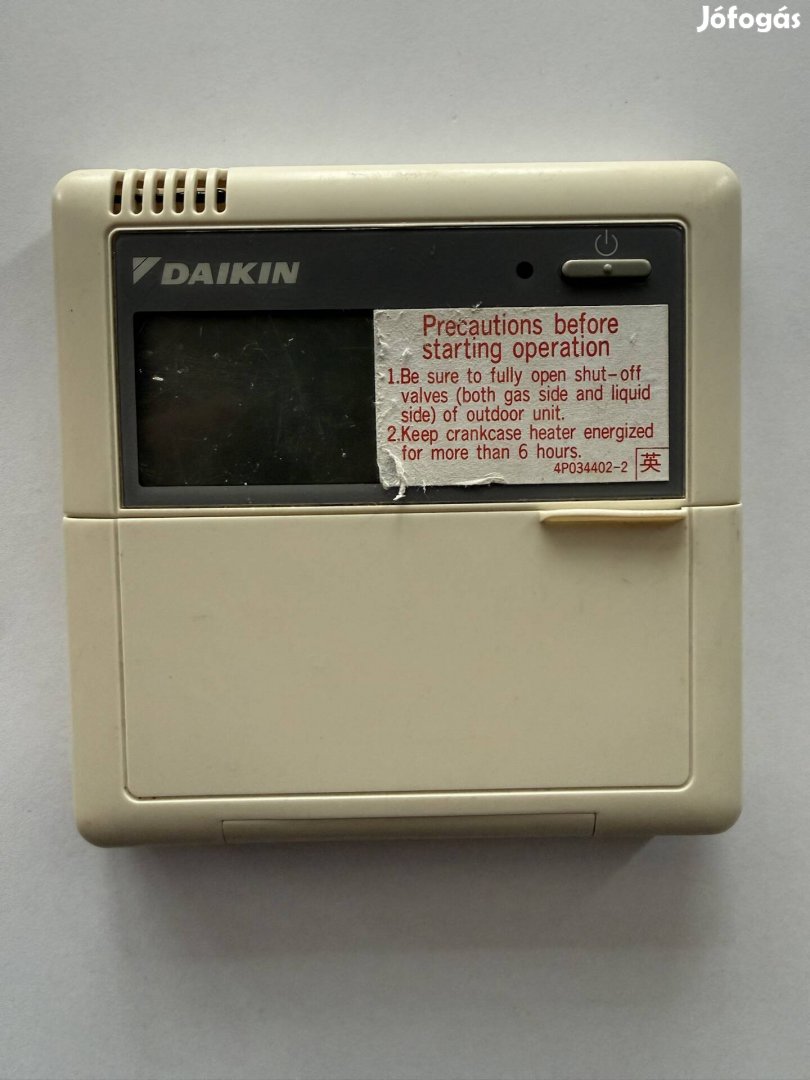 Jófogás
DAIKIN
Precautions before
starting operation
1.Be sure to fully open shut-off
valves (both gas side and liquid
side) of outdoor unit.
2.Keep crankcase heater energized
for more than 6 hours.
4P034402-2 英